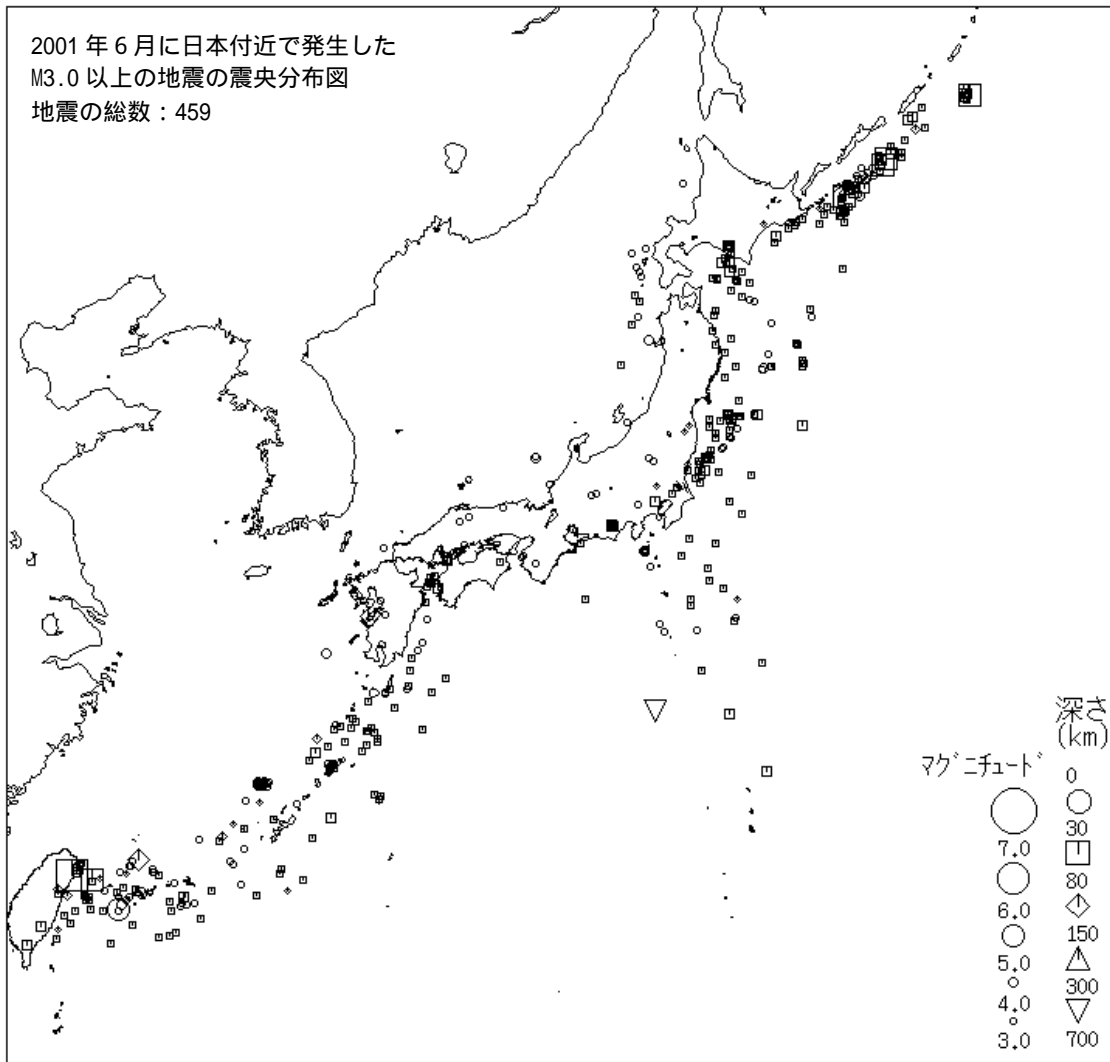 2001年6月に日本付近で発生した
M3.0以上の地震の震央分布図
地震の総数：459
深さ
(km)
マグニチュード
0
30
80
150
300
700
7.0
6.0
5.0
4.0
3.0